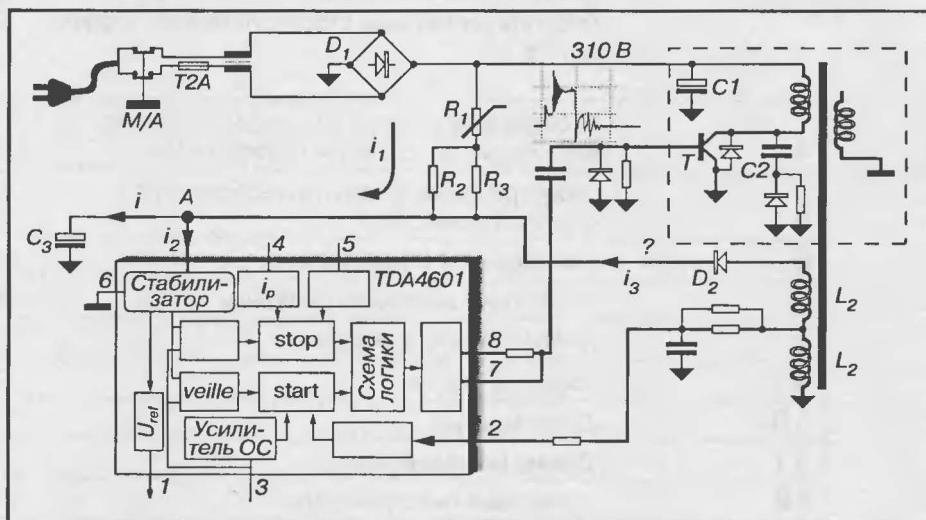 D1
310 В
T2A
M/A
R1
C1
i1
T
C2
R2
R3
i
A
C3
i2
4
5
?
6
TDA4601
i3
D2
Стабили-
затор
ip
L2
stop
Схема
логики
8
7
L2
veille
start
Uref
Усили-
тель ОС
2
1
3